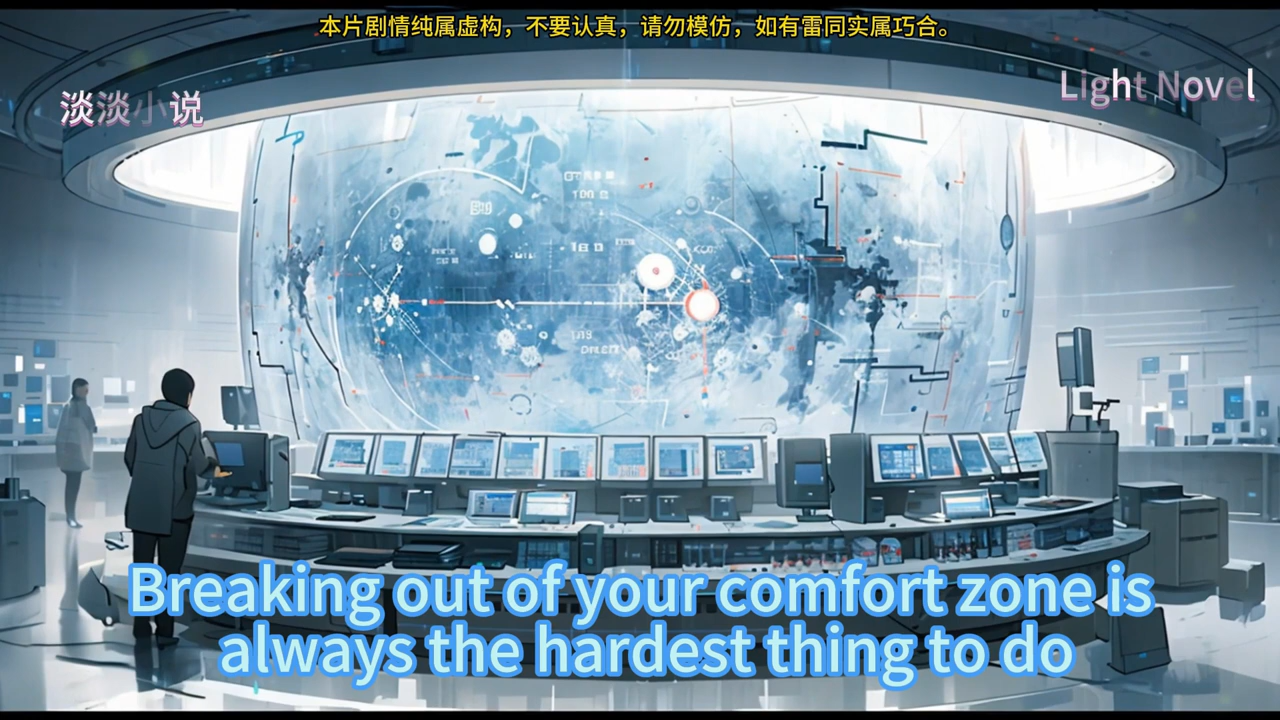 本片剧情纯属虚构，不要认真，请勿模仿，如有雷同实属巧合。
淡淡小说
Light Novel
Breaking out of your comfort zone is
always the hardest thing to do